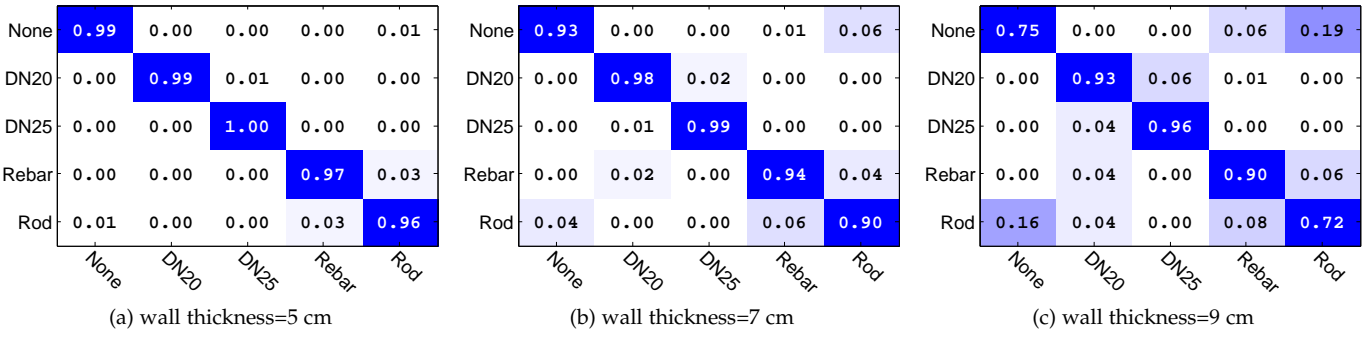 None 0.99 0.00 0.00 0.00 0.01
DN20 0.00 0.99 0.01 0.00 0.00
DN25 0.00 0.00 1.00 0.00 0.00
Rebar 0.00 0.00 0.00 0.97 0.03
Rod 0.01 0.00 0.00 0.03 0.96
None DN20 DN25 Rebar Rod
(a) wall thickness=5 cm
None 0.93 0.00 0.00 0.01 0.06
DN20 0.00 0.98 0.02 0.00 0.00
DN25 0.00 0.01 0.99 0.00 0.00
Rebar 0.00 0.02 0.00 0.94 0.04
Rod 0.04 0.00 0.00 0.06 0.90
None DN20 DN25 Rebar Rod
(b) wall thickness=7 cm
None 0.75 0.00 0.00 0.06 0.19
DN20 0.00 0.93 0.06 0.01 0.00
DN25 0.00 0.04 0.96 0.00 0.00
Rebar 0.00 0.04 0.00 0.90 0.06
Rod 0.16 0.04 0.00 0.08 0.72
None DN20 DN25 Rebar Rod
(c) wall thickness=9 cm